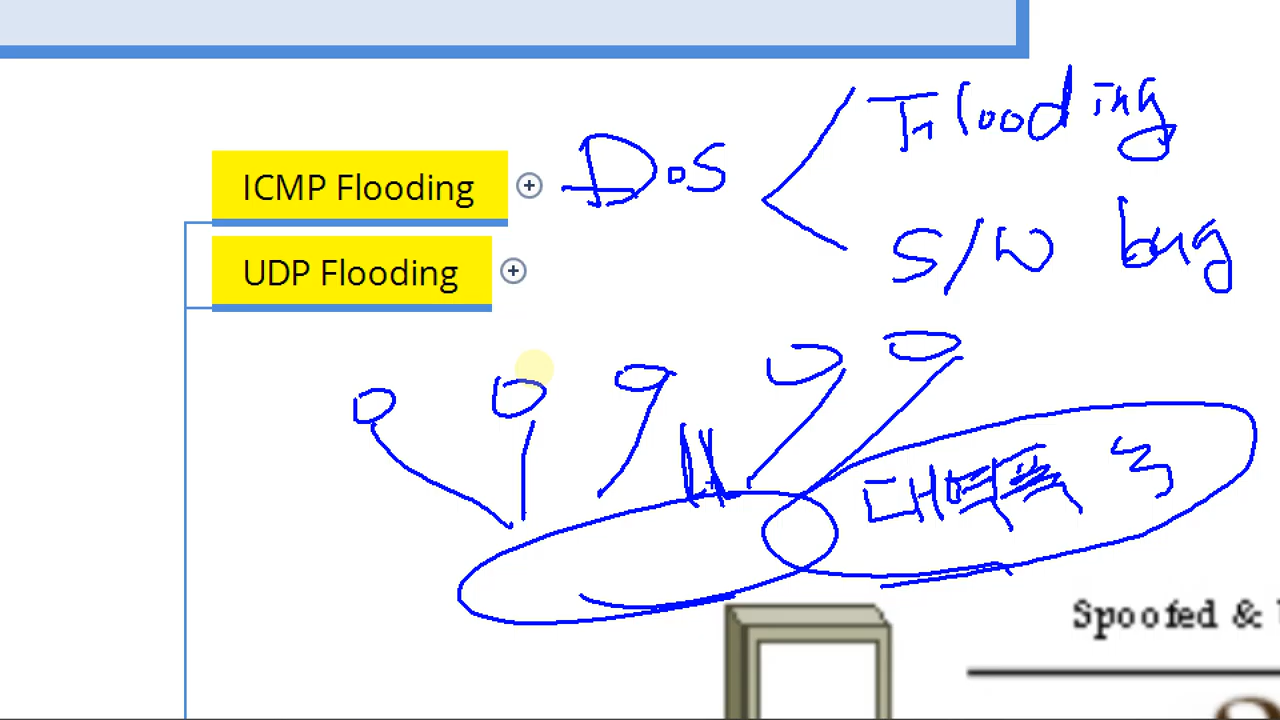 Flooding
ICMP Flooding
DoS
UDP Flooding
S/W bug
대역폭
Spoofed &